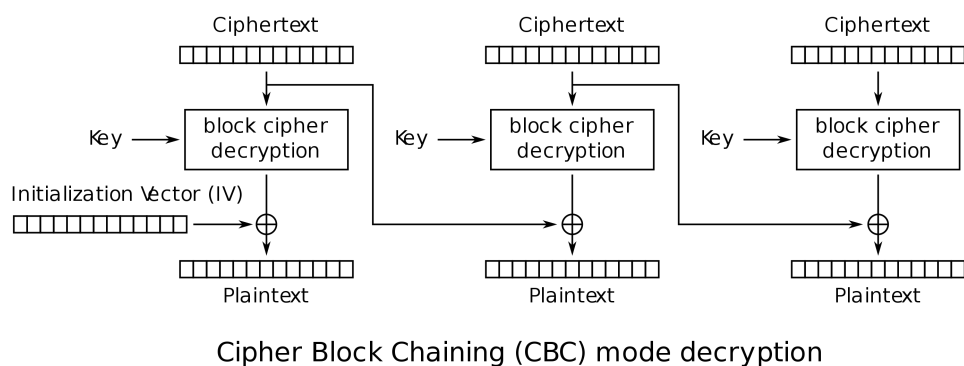 Ciphertext
Ciphertext
Ciphertext
Key
block cipher
decryption
Key
block cipher
decryption
Key
block cipher
decryption
Initialization Vector (IV)
Plaintext
Plaintext
Plaintext
Cipher Block Chaining (CBC) mode decryption